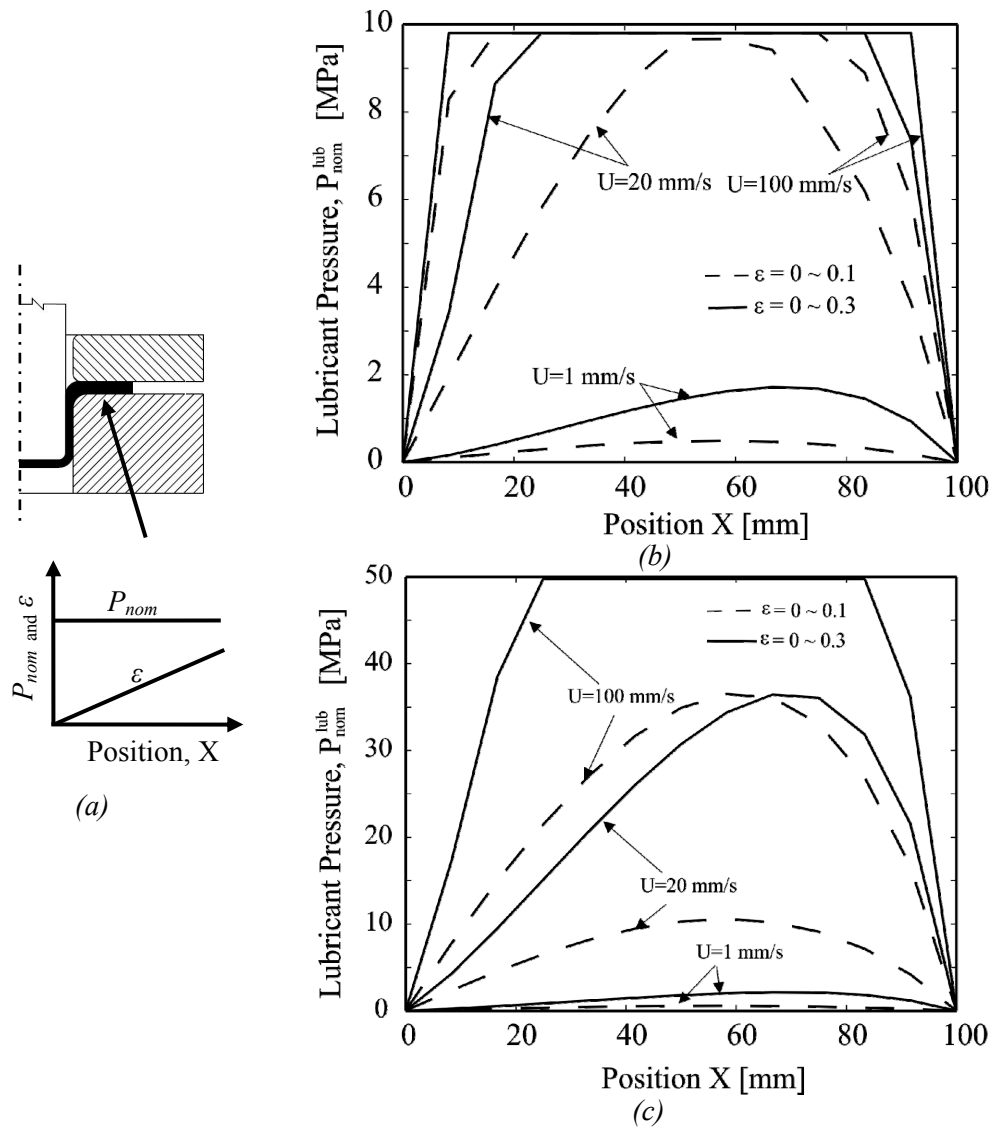 P_nom and ε
P_nom
ε
Position, X
(a)
Lubricant Pressure, P_nom^lub [MPa]
10
8
6
4
2
0
U=20 mm/s
U=100 mm/s
ε = 0 ~ 0.1
ε = 0 ~ 0.3
U=1 mm/s
0 20 40 60 80 100
Position X [mm]
(b)
Lubricant Pressure, P_nom^lub [MPa]
50
40
30
20
10
0
ε = 0 ~ 0.1
ε = 0 ~ 0.3
U=100 mm/s
U=20 mm/s
U=1 mm/s
0 20 40 60 80 100
Position X [mm]
(c)